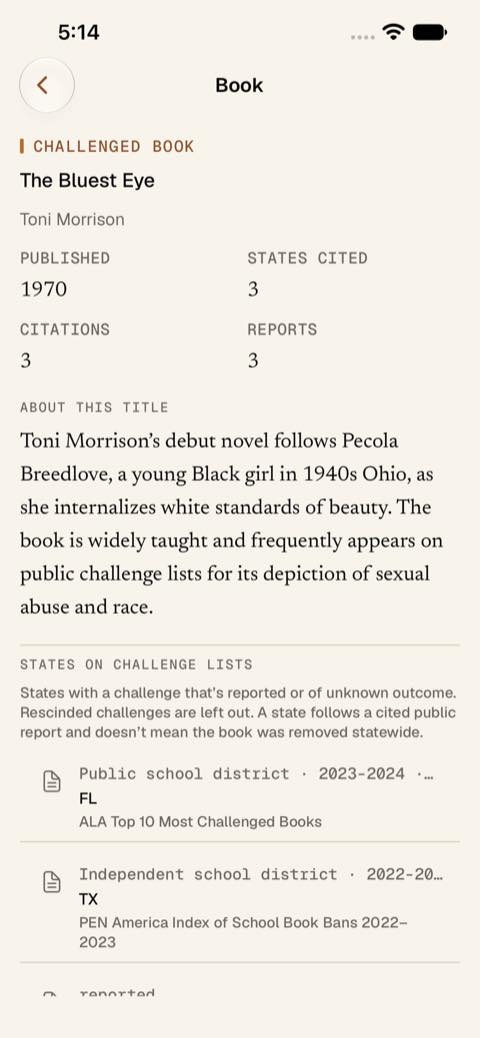 5:14
Book
CHALLENGED BOOK
The Bluest Eye
Toni Morrison
PUBLISHED
STATES CITED
1970
3
CITATIONS
REPORTS
3
3
ABOUT THIS TITLE
Toni Morrison’s debut novel follows Pecola
Breedlove, a young Black girl in 1940s Ohio, as
she internalizes white standards of beauty. The
book is widely taught and frequently appears on
public challenge lists for its depiction of sexual
abuse and race.
STATES ON CHALLENGE LISTS
States with a challenge that's reported or of unknown outcome.
Rescinded challenges are left out. A state follows a cited public
report and doesn’t mean the book was removed statewide.
Public school district · 2023-2024 ·…
FL
ALA Top 10 Most Challenged Books
Independent school district · 2022-20…
TX
PEN America Index of School Book Bans 2022–
2023
reported